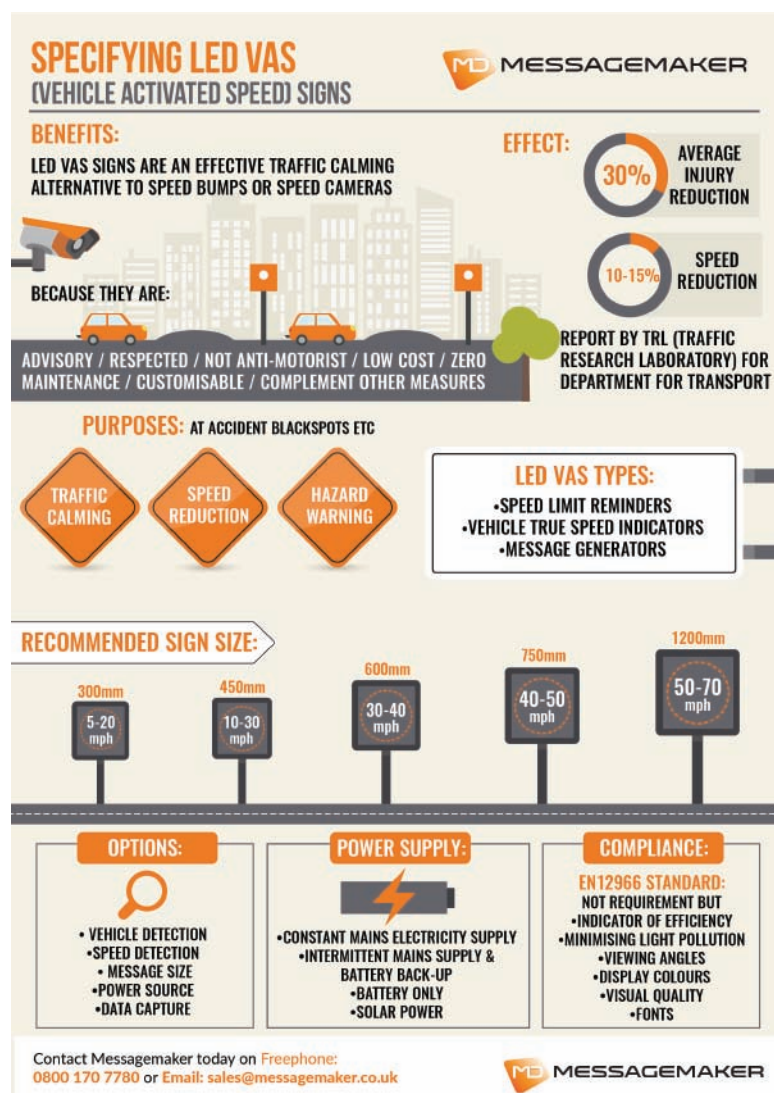 SPECIFYING LED VAS
(VEHICLE ACTIVATED SPEED) SIGNS
MD MESSAGEMAKER
BENEFITS:
LED VAS SIGNS ARE AN EFFECTIVE TRAFFIC CALMING
ALTERNATIVE TO SPEED BUMPS OR SPEED CAMERAS
BECAUSE THEY ARE:
ADVISORY / RESPECTED / NOT ANTI-MOTORIST / LOW COST / ZERO
MAINTENANCE / CUSTOMISABLE / COMPLEMENT OTHER MEASURES
EFFECT:
30%
AVERAGE
INJURY
REDUCTION
10-15%
SPEED
REDUCTION
REPORT BY TRL (TRAFFIC
RESEARCH LABORATORY) FOR
DEPARTMENT FOR TRANSPORT
PURPOSES: AT ACCIDENT BLACKSPOTS ETC
TRAFFIC
CALMING
SPEED
REDUCTION
HAZARD
WARNING
LED VAS TYPES:
•SPEED LIMIT REMINDERS
•VEHICLE TRUE SPEED INDICATORS
•MESSAGE GENERATORS
RECOMMENDED SIGN SIZE:
300mm
5-20
mph
450mm
10-30
mph
600mm
30-40
mph
750mm
40-50
mph
1200mm
50-70
mph
OPTIONS:
• VEHICLE DETECTION
•SPEED DETECTION
• MESSAGE SIZE
•POWER SOURCE
•DATA CAPTURE
POWER SUPPLY:
•CONSTANT MAINS ELECTRICITY SUPPLY
•INTERMITTENT MAINS SUPPLY &
BATTERY BACK-UP
•BATTERY ONLY
•SOLAR POWER
COMPLIANCE:
EN12966 STANDARD:
NOT REQUIREMENT BUT
•INDICATOR OF EFFICIENCY
•MINIMISING LIGHT POLLUTION
•VIEWING ANGLES
•DISPLAY COLOURS
•VISUAL QUALITY
•FONTS
Contact Messagemaker today on Freephone:
0800 170 7780 or Email: sales@messagemaker.co.uk
MD MESSAGEMAKER